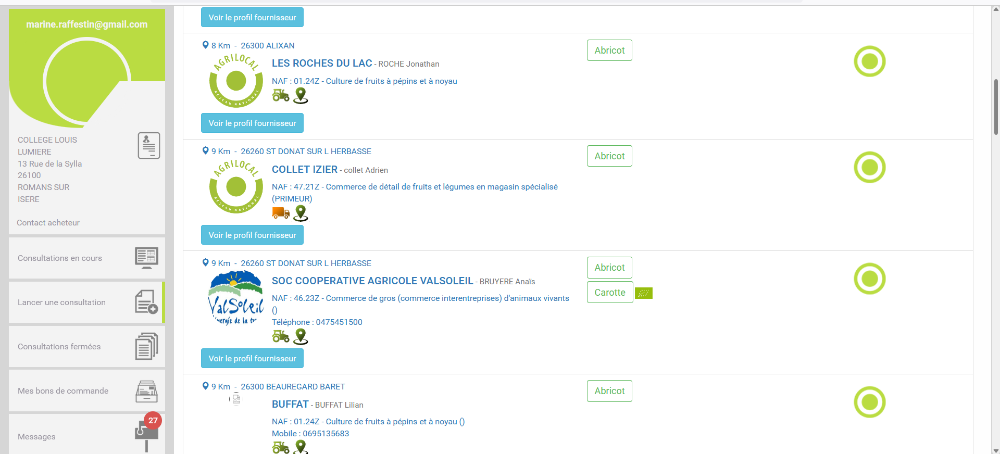 marine.raffestin@gmail.com
COLLEGE LOUIS
LUMIERE
13 Rue de la Sylla
26100
ROMANS SUR
ISERE
Contact acheteur
Consultations en cours
Lancer une consultation
Consultations fermées
Mes bons de commande
27
Messages
Voir le profil fournisseur
8 Km - 26300 ALIXAN
AGRILOCAL
RÉSEAU NATIONAL
LES ROCHES DU LAC - ROCHE Jonathan
NAF : 01.24Z - Culture de fruits à pépins et à noyau
Abricot
Voir le profil fournisseur
9 Km - 26260 ST DONAT SUR L HERBASSE
AGRILOCAL
RÉSEAU NATIONAL
COLLET IZIER - collet Adrien
NAF : 47.21Z - Commerce de détail de fruits et légumes en magasin spécialisé
(PRIMEUR)
Abricot
Voir le profil fournisseur
9 Km - 26260 ST DONAT SUR L HERBASSE
ValSoleil
SOC COOPERATIVE AGRICOLE VALSOLEIL - BRUYERE Anaïs
NAF : 46.23Z - Commerce de gros (commerce interentreprises) d'animaux vivants
()
Téléphone : 0475451500
Abricot
Carotte
Voir le profil fournisseur
9 Km - 26300 BEAUREGARD BARET
BUFFAT - BUFFAT Lilian
NAF : 01.24Z - Culture de fruits à pépins et à noyau ()
Mobile : 0695135683
Abricot